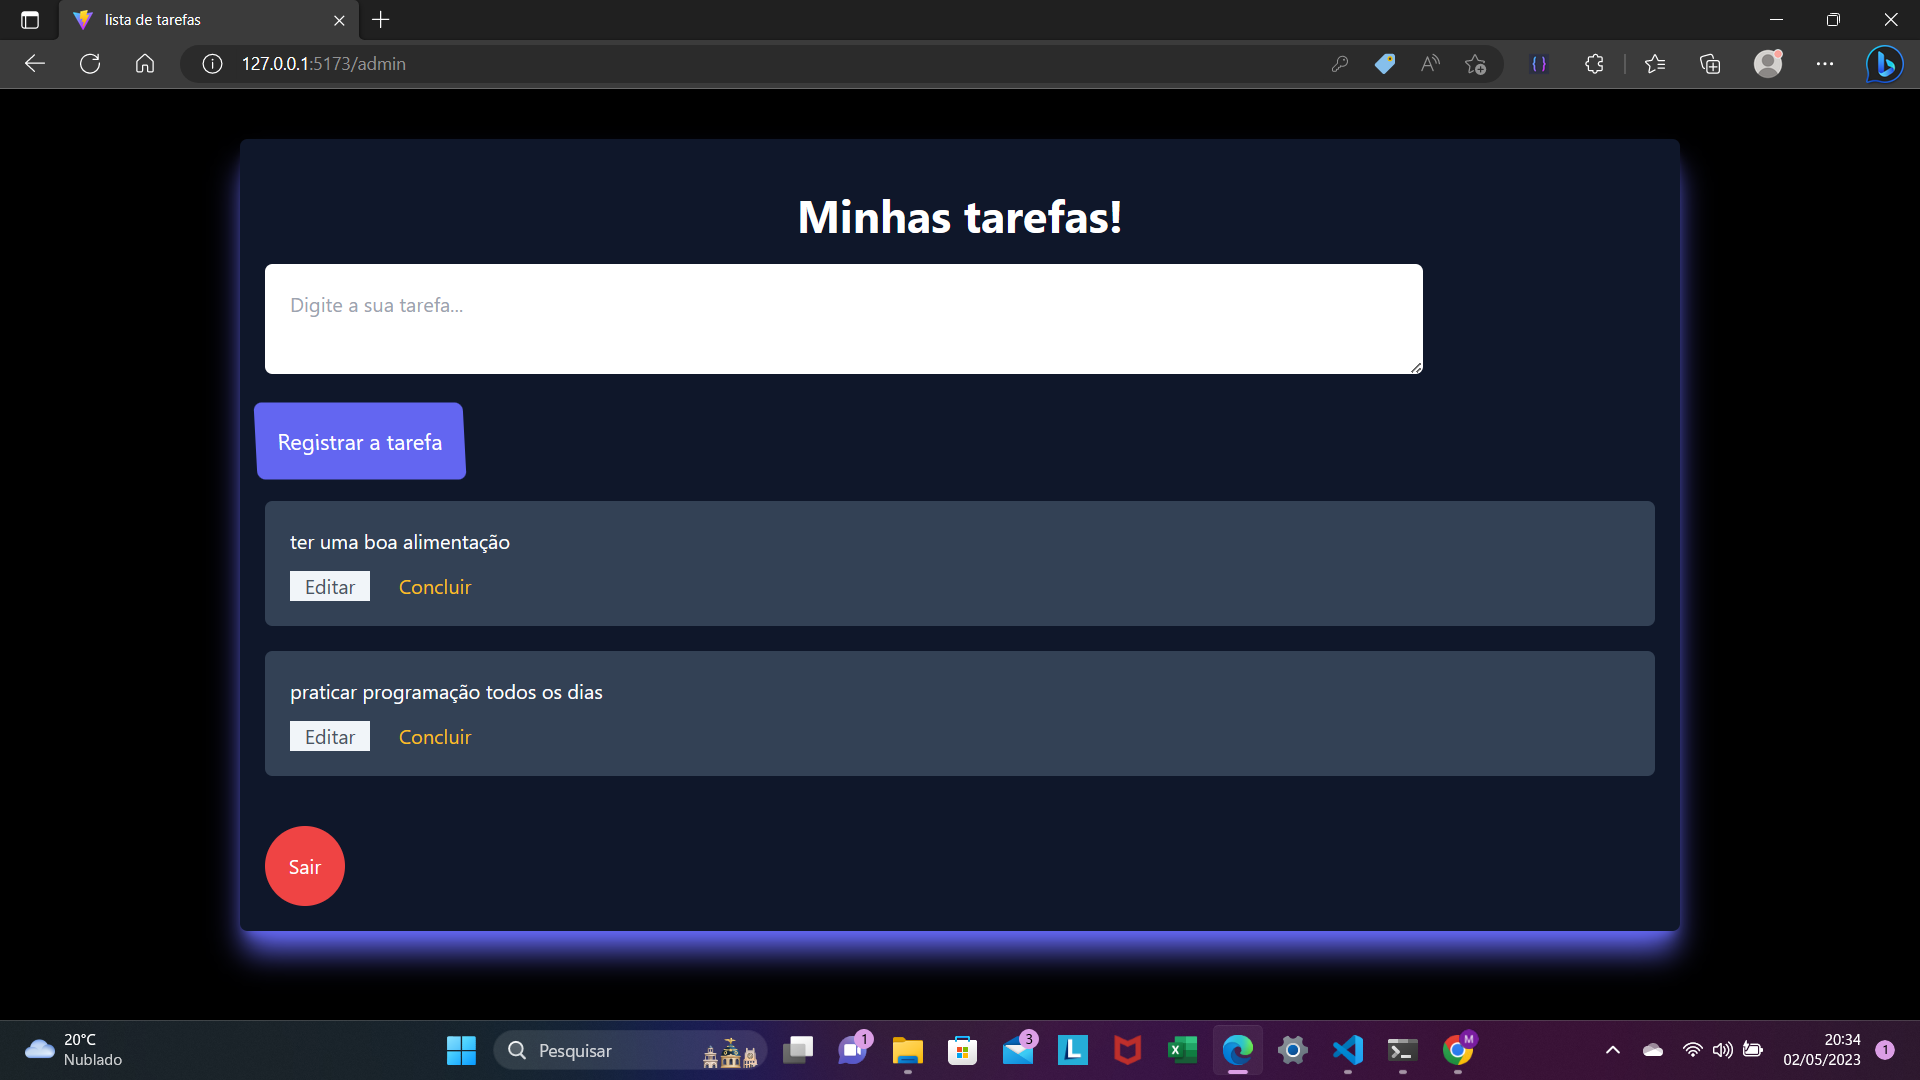 lista de tarefas
127.0.0.1:5173/admin
Minhas tarefas!
Digite a sua tarefa...
Registrar a tarefa
ter uma boa alimentação
Editar Concluir
praticar programação todos os dias
Editar Concluir
Sair
20°C
Nublado
Pesquisar
1
3
L
M
20:34
02/05/2023
1